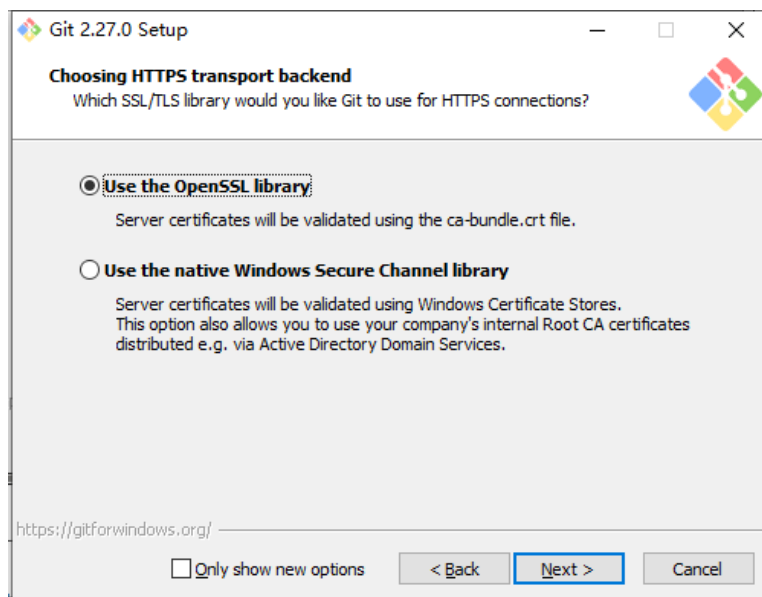 Git 2.27.0 Setup
Choosing HTTPS transport backend
Which SSL/TLS library would you like Git to use for HTTPS connections?
Use the OpenSSL library
Server certificates will be validated using the ca-bundle.crt file.
Use the native Windows Secure Channel library
Server certificates will be validated using Windows Certificate Stores.
This option also allows you to use your company's internal Root CA certificates
distributed e.g. via Active Directory Domain Services.
https://gitforwindows.org/
Only show new options
< Back
Next >
Cancel